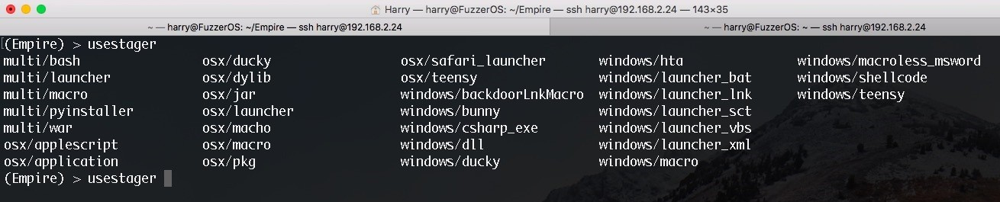 Harry — harry@FuzzerOS: ~/Empire — ssh harry@192.168.2.24 — 143×35
~ — harry@FuzzerOS: ~/Empire — ssh harry@192.168.2.24 ~ — harry@FuzzerOS: ~ — ssh harry@192.168.2.24
(Empire) > usestager
multi/bash osx/ducky osx/safari_launcher windows/hta windows/macroless_msword
multi/launcher osx/dylib osx/teensy windows/launcher_bat windows/shellcode
multi/macro osx/jar windows/backdoorLnkMacro windows/launcher_lnk windows/teensy
multi/pyinstaller osx/launcher windows/bunny windows/launcher_sct
multi/war osx/macho windows/csharp_exe windows/launcher_vbs
osx/applescript osx/macro windows/dll windows/launcher_xml
osx/application osx/pkg windows/ducky windows/macro
(Empire) > usestager